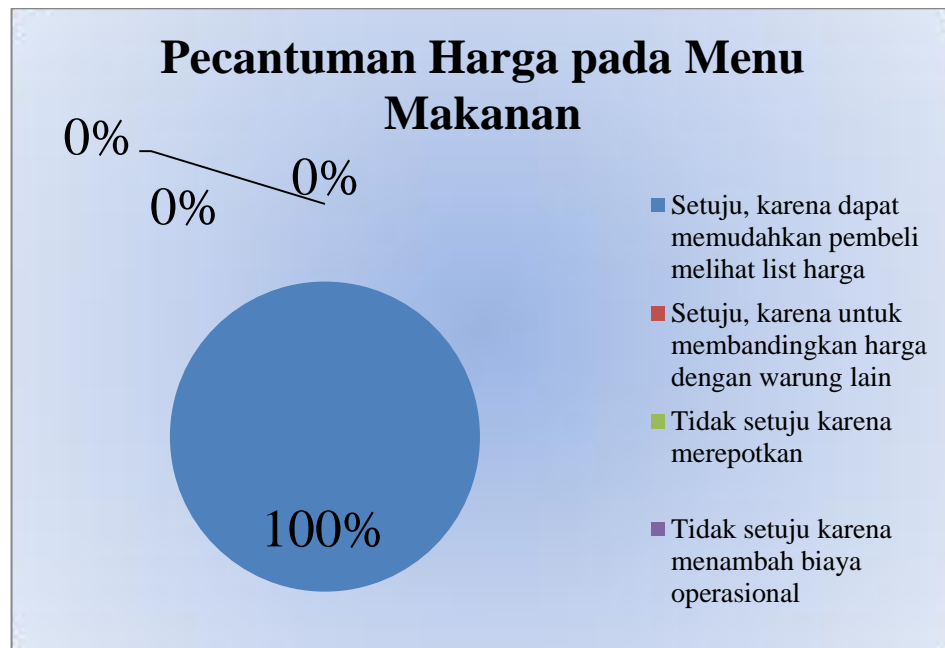 Pecantuman Harga pada Menu
Makanan
0%
0%
0%
100%
Setuju, karena dapat
memudahkan pembeli
melihat list harga
Setuju, karena untuk
membandingkan harga
dengan warung lain
Tidak setuju karena
merepotkan
Tidak setuju karena
menambah biaya
operasional